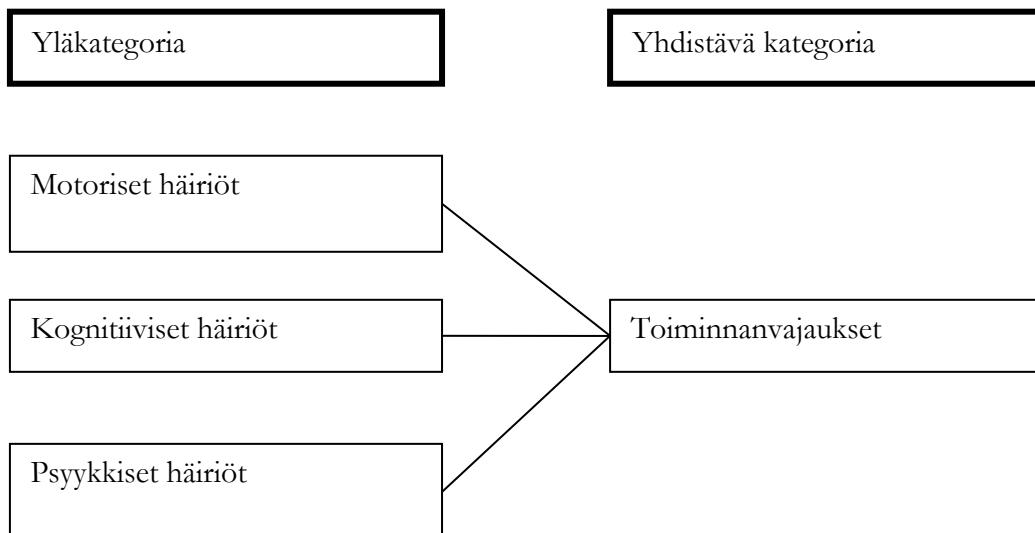 Yläkategoria
Yhdistävä kategoria
Motoriset häiriöt
Kognitiiviset häiriöt
Toiminnanvajaukset
Psyykkiset häiriöt